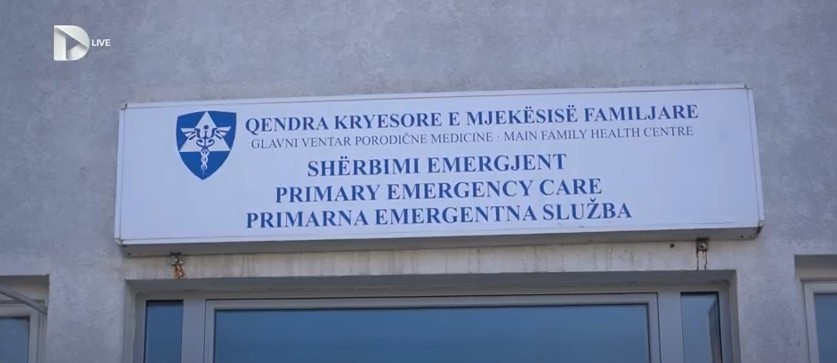 LIVE
QENDRA KRYESORE E MJEKËSISË FAMILJARE
GLAVNI VENTAR PORODIČNE MEDICINE · MAIN FAMILY HEALTH CENTRE
SHËRBIMI EMERGJENT
PRIMARY EMERGENCY CARE
PRIMARNA EMERGENTNA SLUŽBA